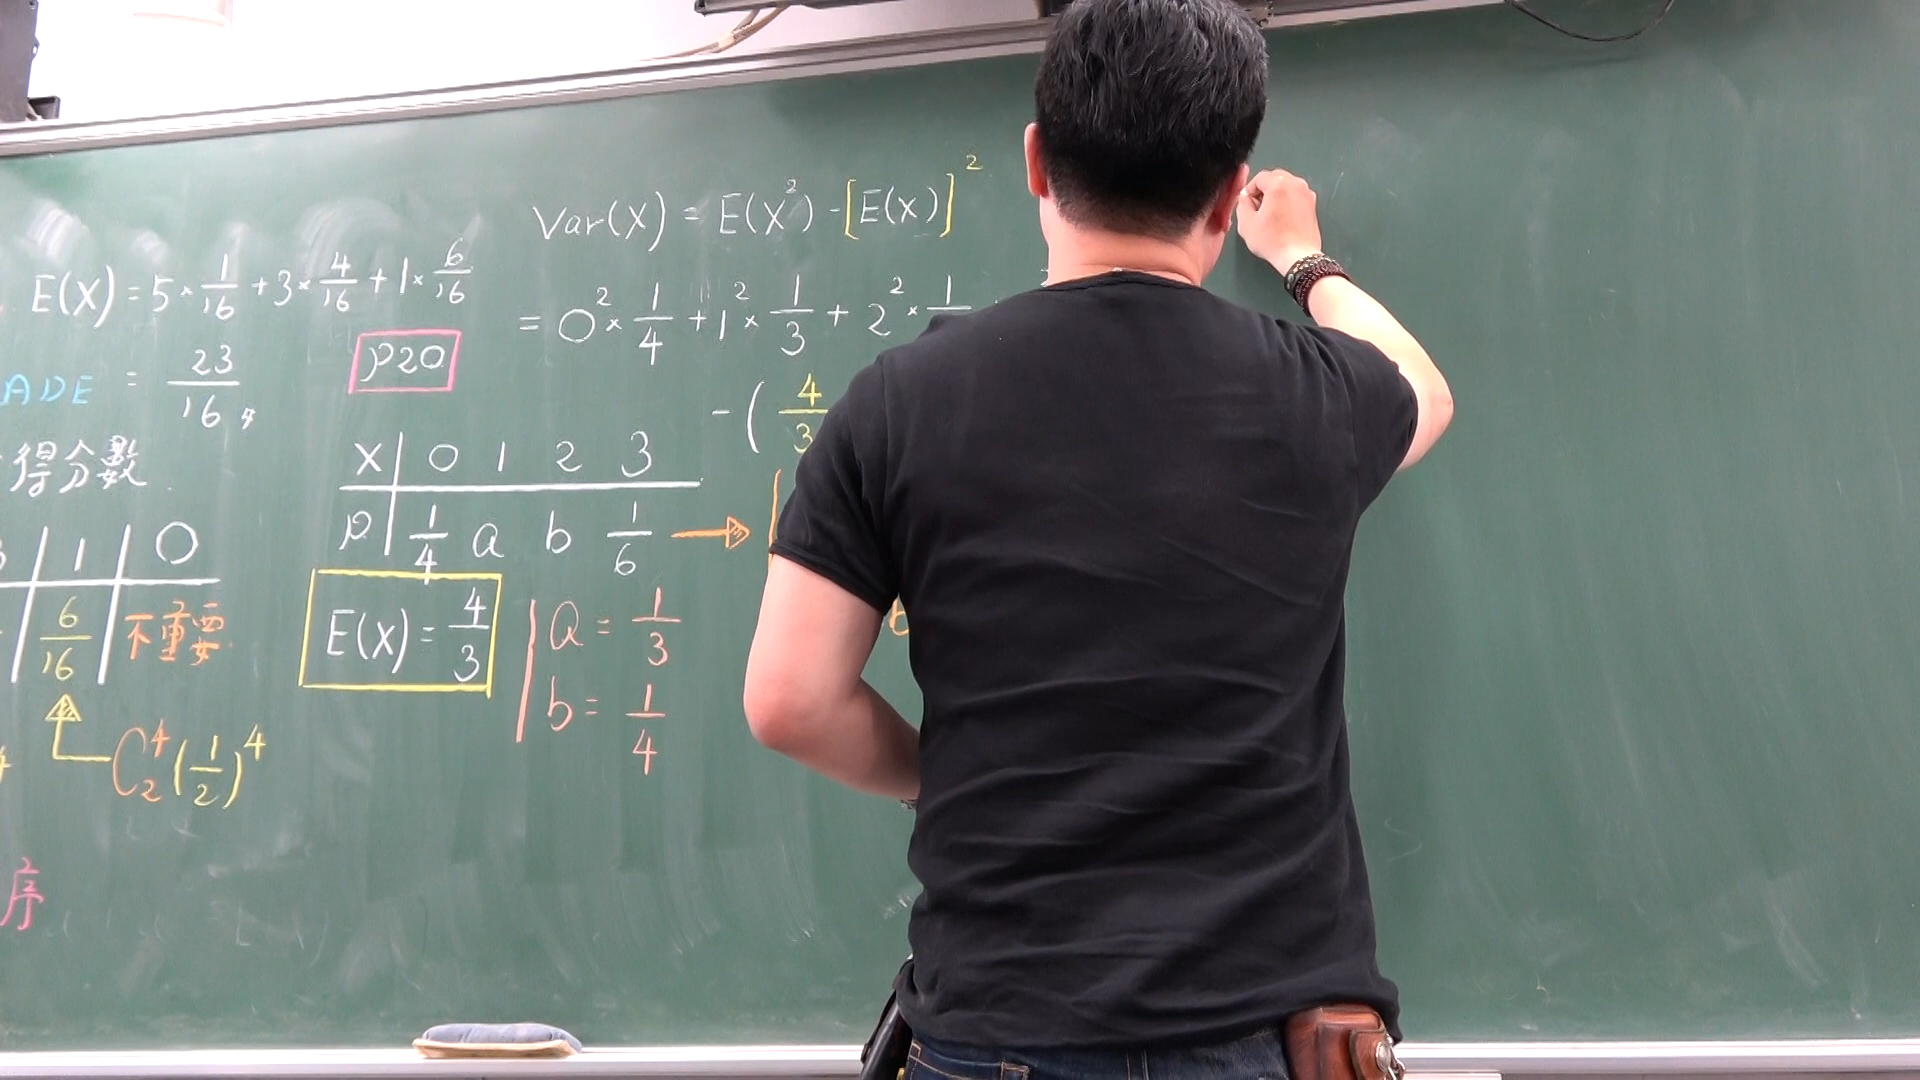 E(X) = 5 × 1/16 + 3 × 4/16 + 1 × 6/16
ADE = 23/16
得分數
1 | 0
6/16 | 不重要
C⁴₂ (1/2)⁴
序
P20
X | 0 1 2 3
P | 1/4 a b 1/6 →
E(X) = 4/3
a = 1/3
b = 1/4
Var(X) = E(X²) - [E(X)]²
= 0² × 1/4 + 1² × 1/3 + 2² × 1
- ( 4/3